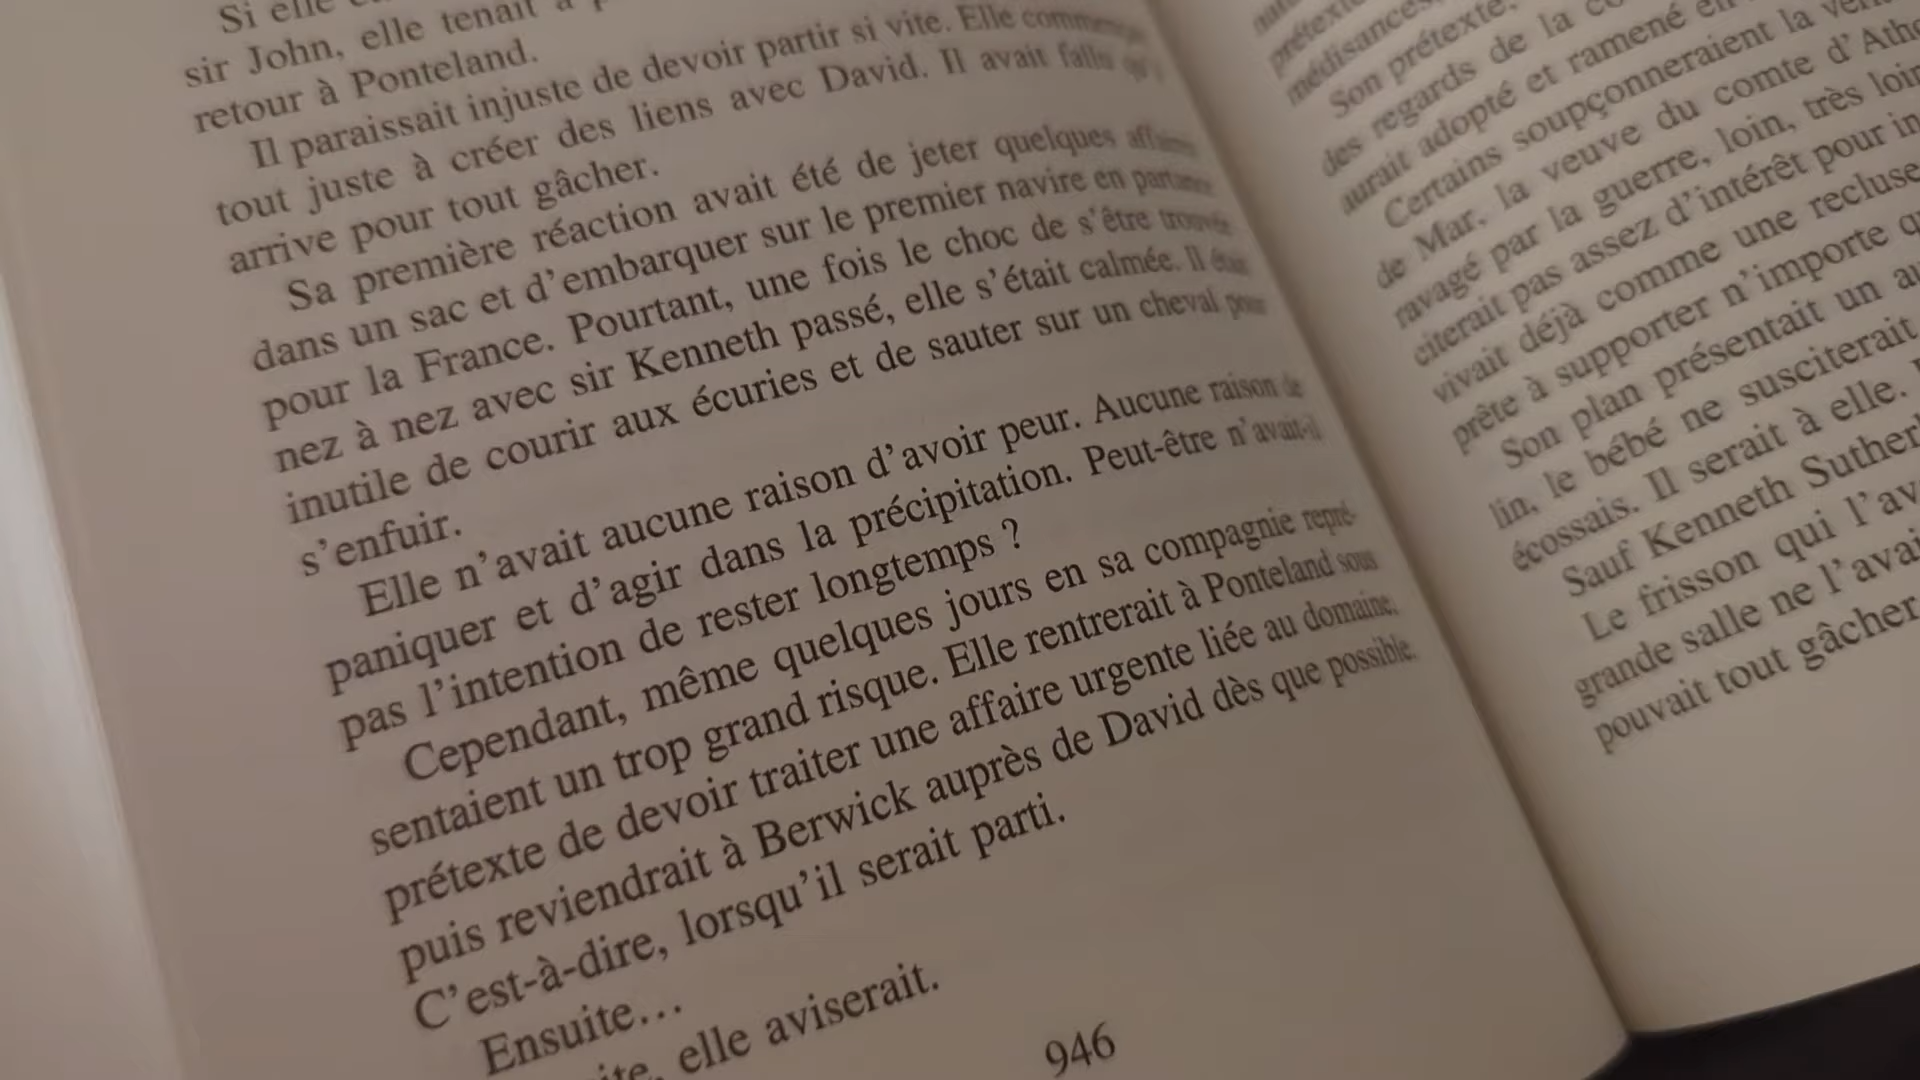 Si elle
sir John, elle tenait à
retour à Ponteland.
Il paraissait injuste de devoir partir si vite. Elle
tout juste à créer des liens avec David. Il avait fallu
arrive pour tout gâcher.
Sa première réaction avait été de jeter quelques affaires
dans un sac et d'embarquer sur le premier navire en partance
pour la France. Pourtant, une fois le choc de s'être trouvée
nez à nez avec sir Kenneth passé, elle s'était calmée. Il était
inutile de courir aux écuries et de sauter sur un cheval pour
s'enfuir.
Elle n'avait aucune raison d'avoir peur. Aucune raison de
paniquer et d'agir dans la précipitation. Peut-être n'avait-il
pas l'intention de rester longtemps ?
Cependant, même quelques jours en sa compagnie repré-
sentaient un trop grand risque. Elle rentrerait à Ponteland sous
prétexte de devoir traiter une affaire urgente liée au domaine,
puis reviendrait à Berwick auprès de David dès que possible.
C'est-à-dire, lorsqu'il serait parti.
Ensuite...
elle aviserait.
946
prétexte
médisances,
Son prétexte.
des regards de la
aurait adopté et ramené
Certains soupçonneraient la
de Mar, la veuve du comte
ravagé par la guerre, loin, très loin
citerait pas assez d'intérêt pour
vivait déjà comme une recluse
prête à supporter n'importe
Son plan présentait un
lin, le bébé ne susciterait
écossais. Il serait à elle.
Sauf Kenneth
Le frisson qui
grande salle ne
pouvait tout gâcher